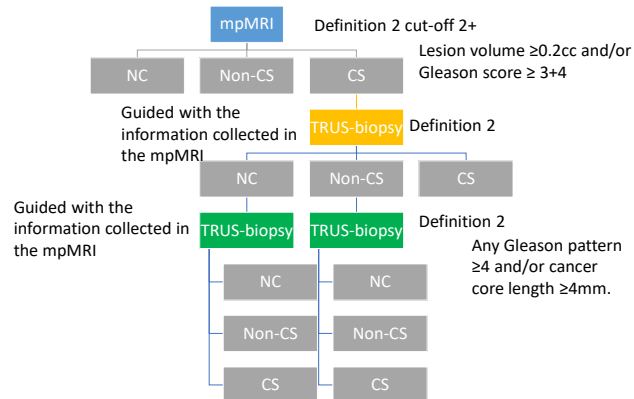 mpMRI
Definition 2 cut-off 2+
Lesion volume ≥0.2cc and/or
Gleason score ≥ 3+4
NC
Non-CS
CS
Guided with the
information collected in
the mpMRI
TRUS-biopsy
Definition 2
NC
Non-CS
CS
Guided with the
information collected in
the mpMRI
TRUS-biopsy
TRUS-biopsy
Definition 2
Any Gleason pattern
≥4 and/or cancer
core length ≥4mm.
NC
NC
Non-CS
Non-CS
CS
CS